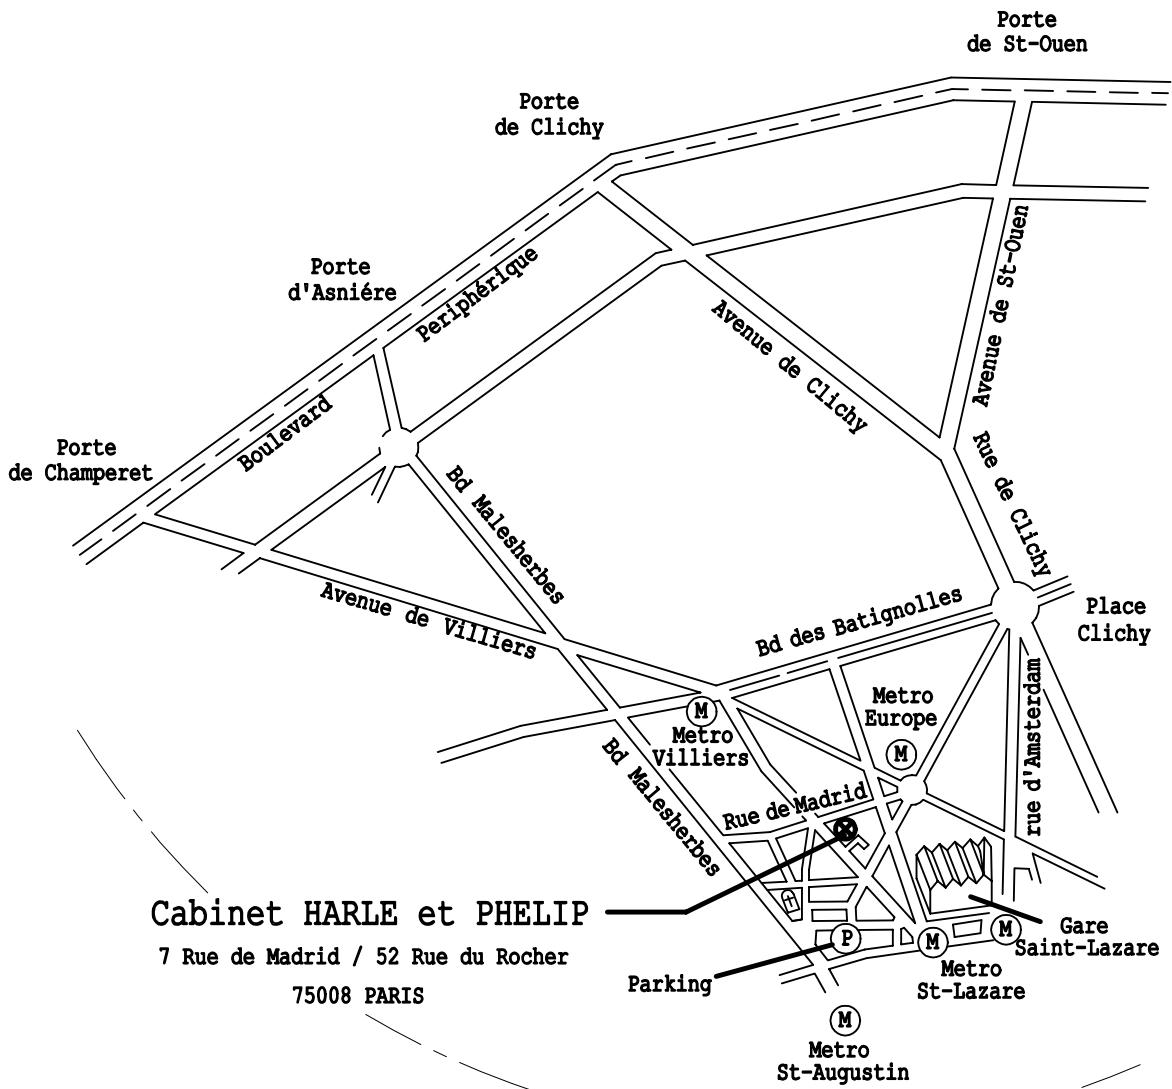 Porte
de St-Ouen
Porte
de Clichy
Porte
d'Asniére
Periphérique
Avenue de St-Ouen
Avenue de Clichy
Boulevard
Porte
de Champeret
Rue de Clichy
Bd Malesherbes
Avenue de Villiers
Bd des Batignolles
Place
Clichy
Metro
Europe
M
M
Metro
Villiers
rue d'Amsterdam
Bd Malesherbes
Rue de Madrid
Cabinet HARLE et PHELIP
7 Rue de Madrid / 52 Rue du Rocher
75008 PARIS
P
Parking
M
M
Gare
Saint-Lazare
Metro
St-Lazare
M
Metro
St-Augustin